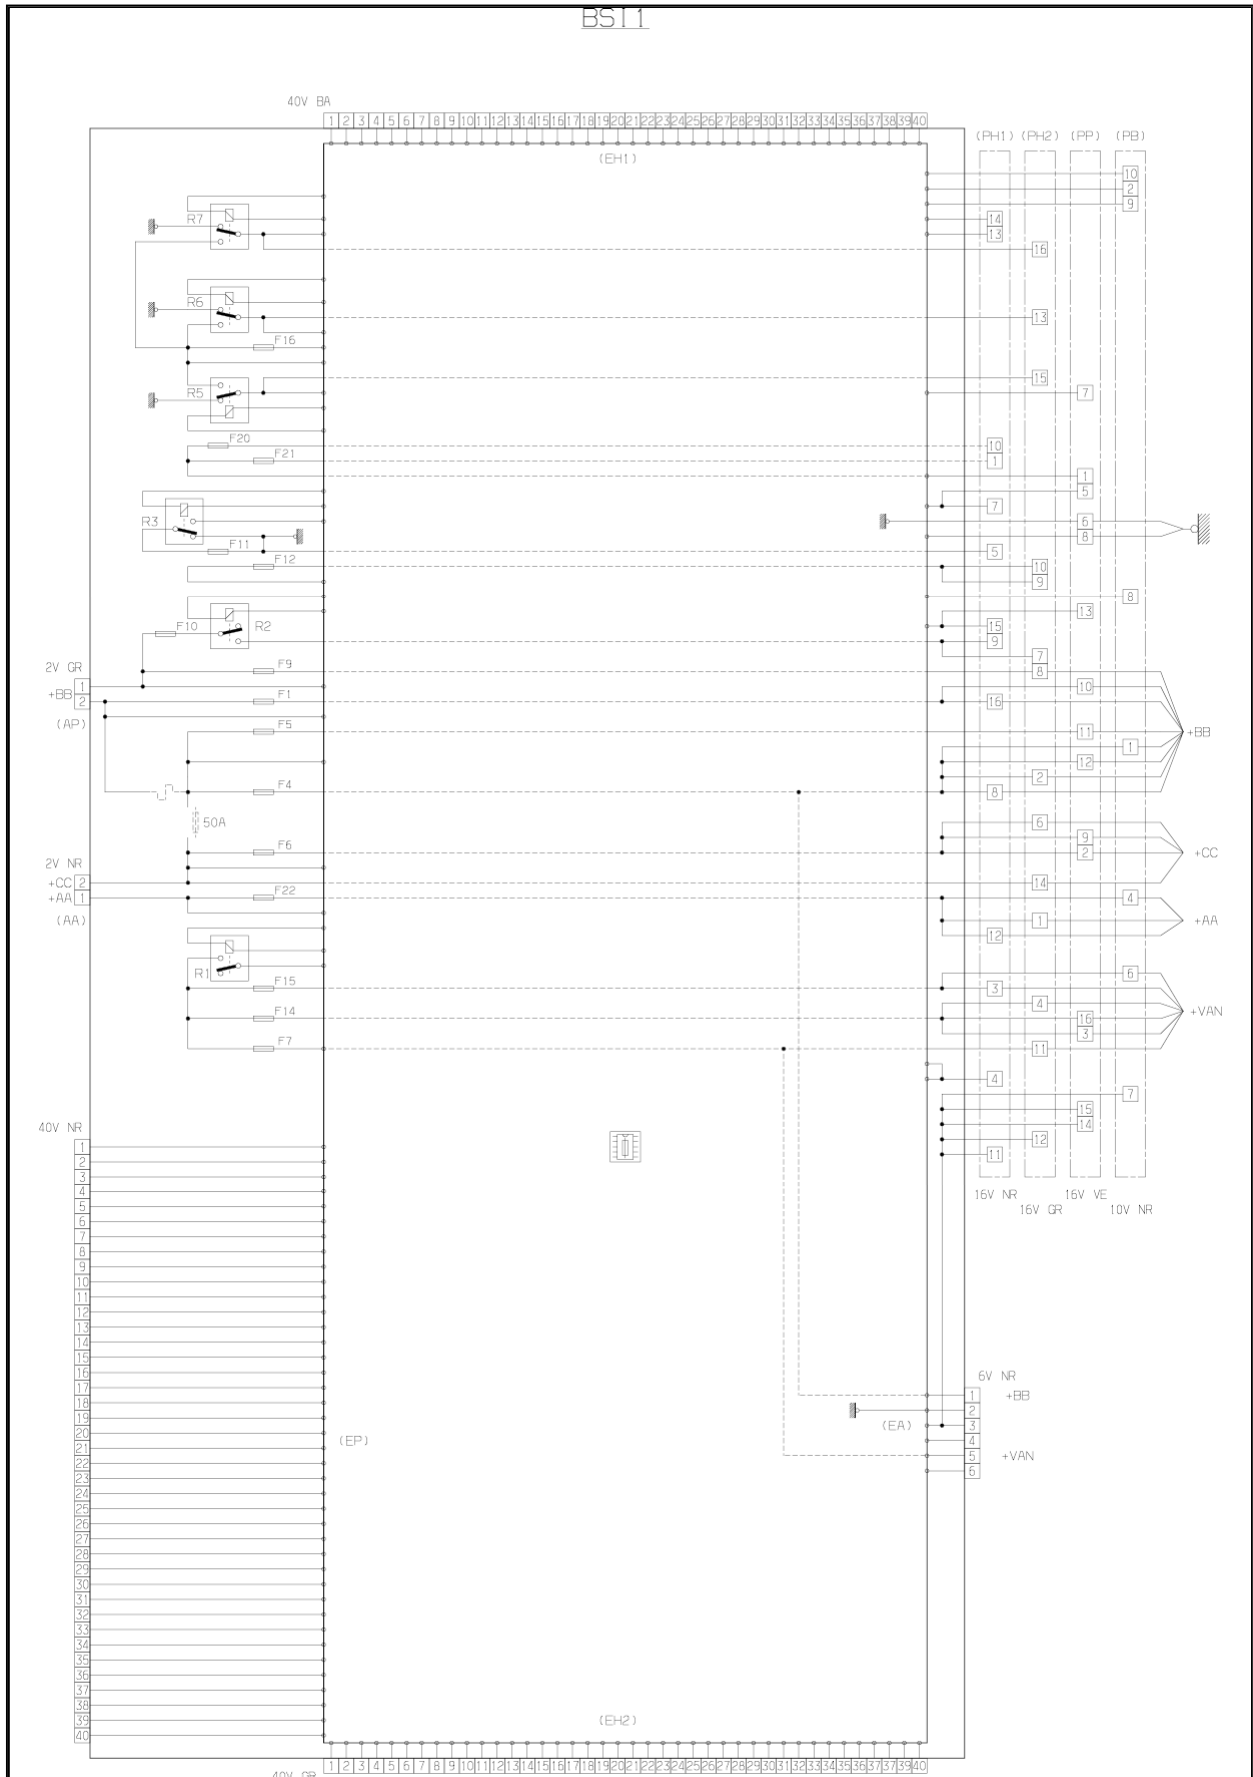 BSI1
40V BA
1 2 3 4 5 6 7 8 9 10 11 12 13 14 15 16 17 18 19 20 21 22 23 24 25 26 27 28 29 30 31 32 33 34 35 36 37 38 39 40
(PH1) (PH2) (PP) (PB)
(EH1)
10
2
9
R7
14
13
16
R6
13
F16
15
R5
7
F20
10
F21
1
1
5
7
R3
6
8
F11
5
F12
10
9
8
13
F10
R2
15
9
7
F9
8
2V GR
1
10
+BB
2
F1
16
(AP)
F5
11
+BB
1
12
2
F4
8
50A
6
9
F6
2
+CC
2V NR
+CC 2
14
+AA 1
F22
4
(AA)
1
+AA
12
R1
6
F15
3
4
+VAN
F14
16
3
F7
11
4
7
15
14
12
11
40V NR
16V NR
16V GR
16V VE
10V NR
1
2
3
4
5
6
7
8
9
10
11
12
13
14
15
16
17
18
19
20
21
22
23
24
25
26
27
28
29
30
31
32
33
34
35
36
37
38
39
40
6V NR
1 +BB
2
3
4
5 +VAN
6
(EA)
(EP)
(EH2)
1 2 3 4 5 6 7 8 9 10 11 12 13 14 15 16 17 18 19 20 21 22 23 24 25 26 27 28 29 30 31 32 33 34 35 36 37 38 39 40
40V GR